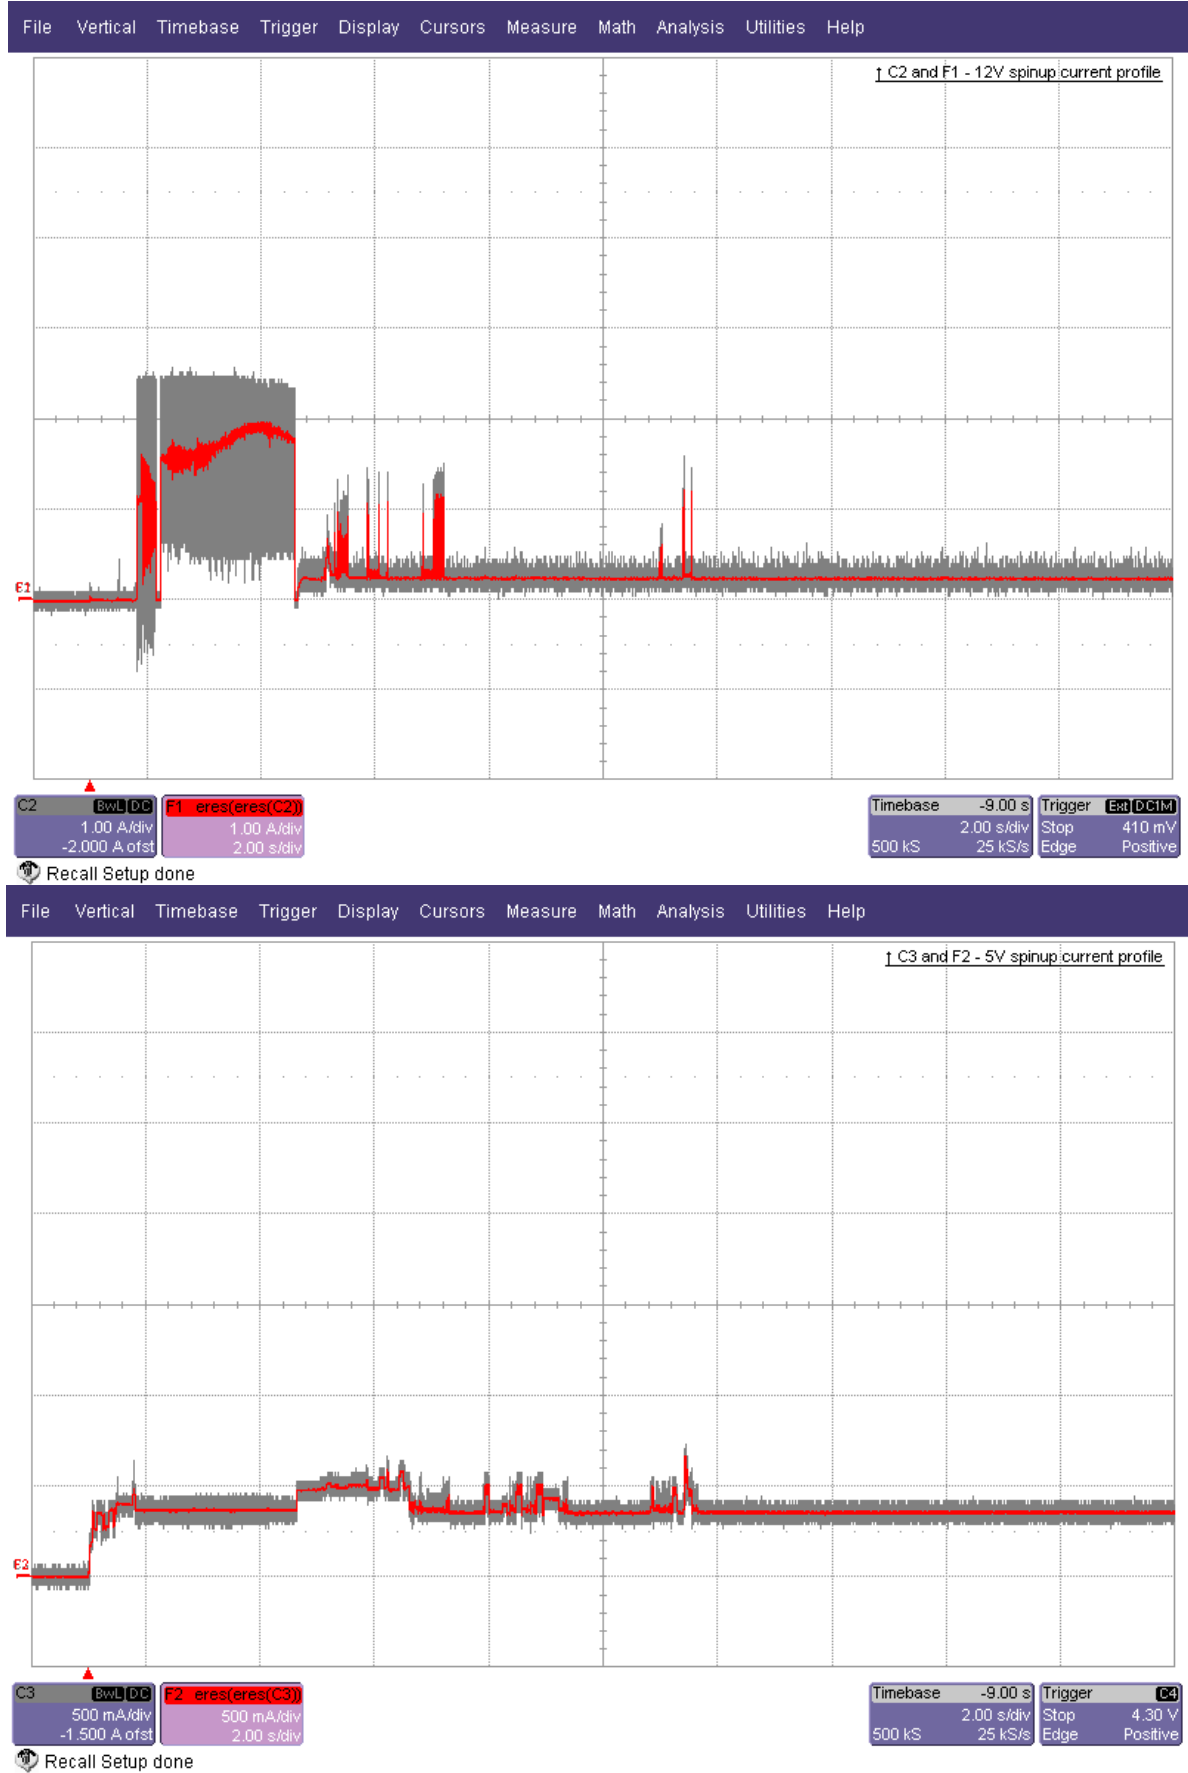 File Vertical Timebase Trigger Display Cursors Measure Math Analysis Utilities Help
↑ C2 and F1 - 12V spinup current profile
C2 BwL DC F1 eres(eres(C2)) Timebase -9.00 s Trigger Ext DC1M
1.00 A/div 1.00 A/div 2.00 s/div Stop 410 mV
-2.000 A ofst 2.00 s/div 500 kS 25 kS/s Edge Positive
Recall Setup done
File Vertical Timebase Trigger Display Cursors Measure Math Analysis Utilities Help
↑ C3 and F2 - 5V spinup current profile
C3 BwL DC F2 eres(eres(C3)) Timebase -9.00 s Trigger C4
500 mA/div 500 mA/div 2.00 s/div Stop 4.30 V
-1.500 A ofst 2.00 s/div 500 kS 25 kS/s Edge Positive
Recall Setup done